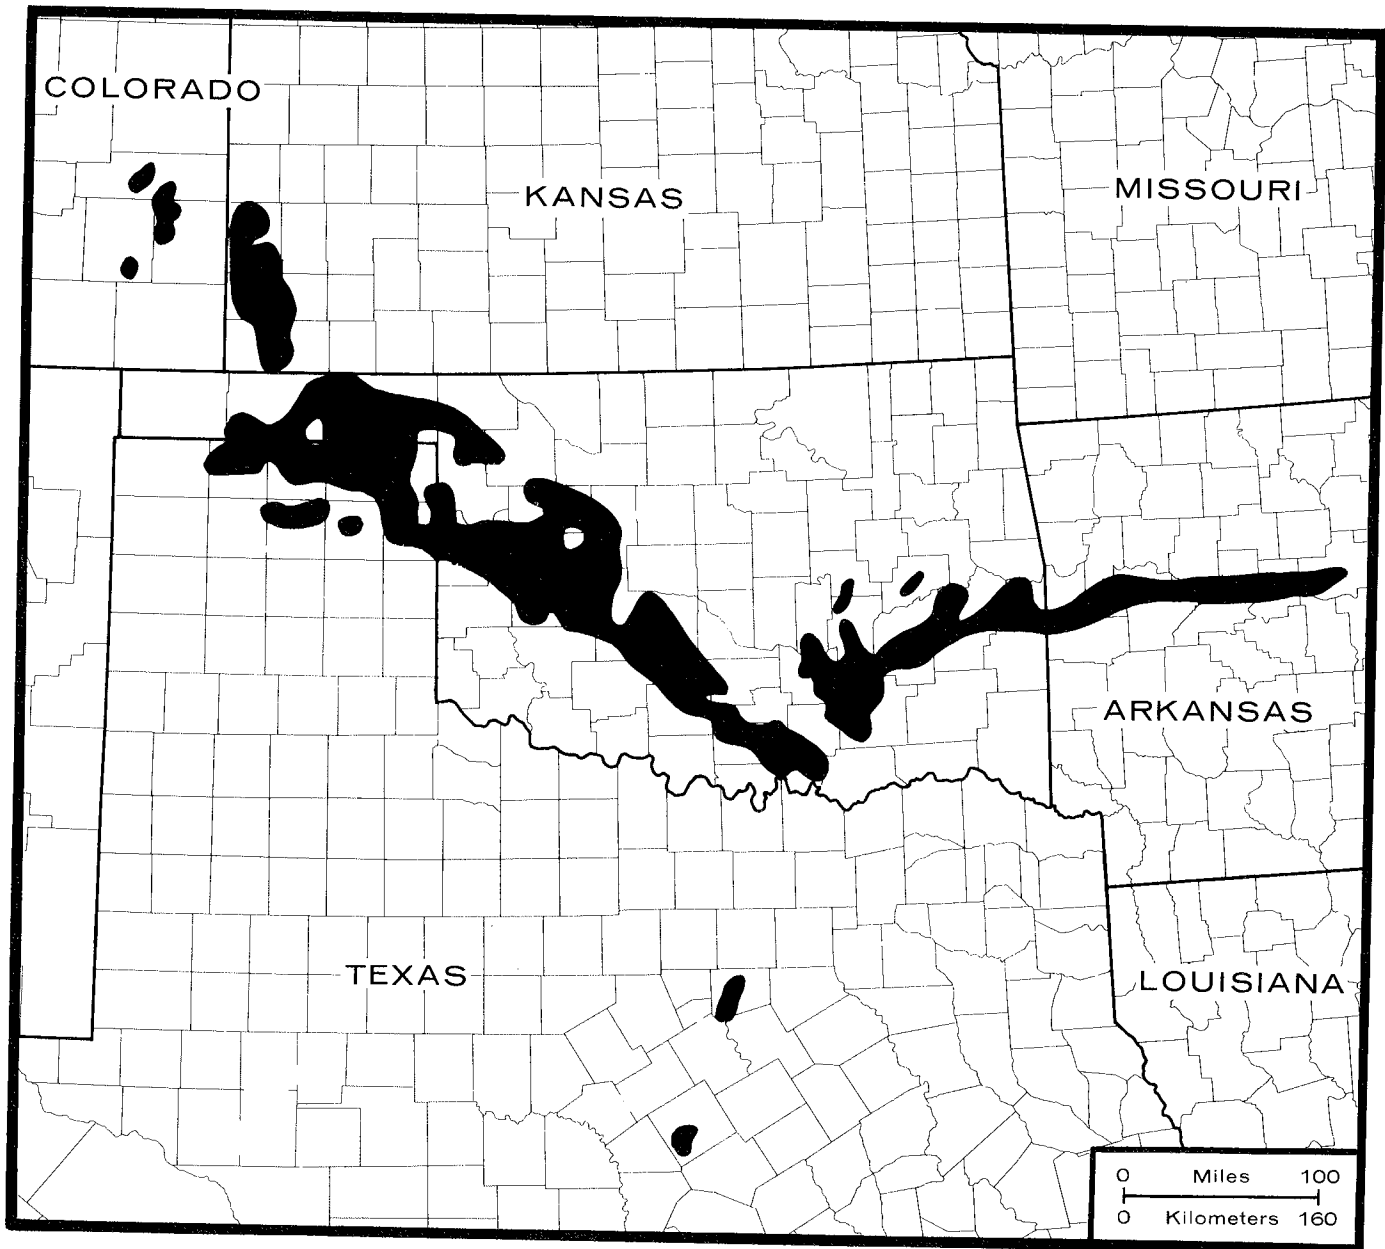 COLORADO
KANSAS
MISSOURI
ARKANSAS
TEXAS
LOUISIANA
0 Miles 100
0 Kilometers 160